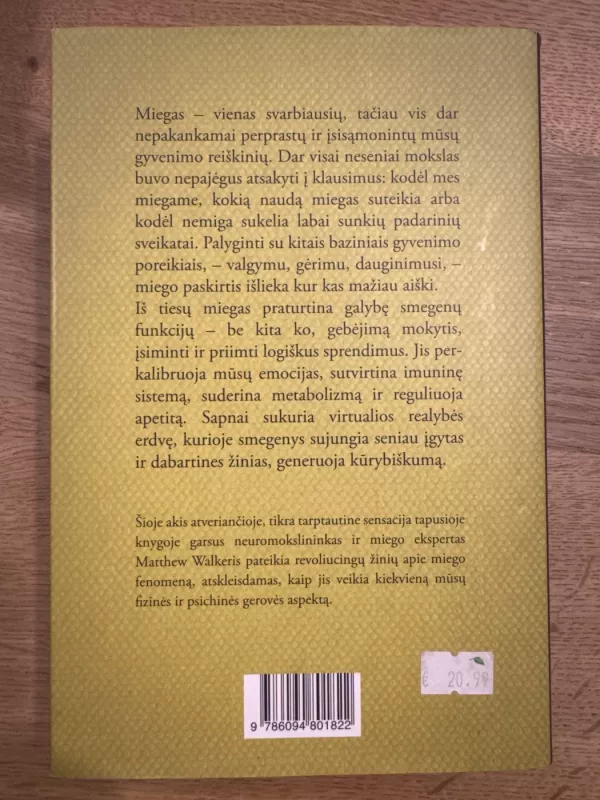 Miegas – vienas svarbiausių, tačiau vis dar
nepakankamai perprastų ir įsisąmonintų mūsų
gyvenimo reiškinių. Dar visai neseniai mokslas
buvo nepajėgus atsakyti į klausimus: kodėl mes
miegame, kokią naudą miegas suteikia arba
kodėl nemiga sukelia labai sunkių padarinių
sveikatai. Palyginti su kitais baziniais gyvenimo
poreikiais, – valgymu, gėrimu, dauginimusi, –
miego paskirtis išlieka kur kas mažiau aiški.
Iš tiesų miegas praturtina galybę smegenų
funkcijų – be kita ko, gebėjimą mokytis,
įsiminti ir priimti logiškus sprendimus. Jis per-
kalibruoja mūsų emocijas, sutvirtina imuninę
sistemą, suderina metabolizmą ir reguliuoja
apetitą. Sapnai sukuria virtualios realybės
erdvę, kurioje smegenys sujungia seniau įgytas
ir dabartines žinias, generuoja kūrybiškumą.
Šioje akis atveriančioje, tikra tarptautine sensacija tapusioje
knygoje garsus neuromokslininkas ir miego ekspertas
Matthew Walkeris pateikia revoliucingų žinių apie miego
fenomeną, atskleisdamas, kaip jis veikia kiekvieną mūsų
fizinės ir psichinės gerovės aspektą.
€ 20.99
9 786094 801822